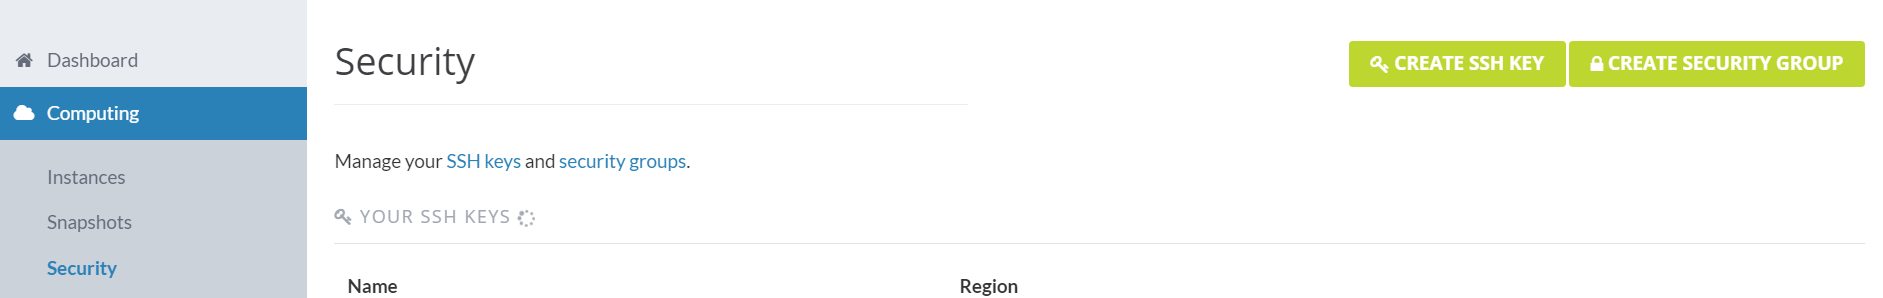 Dashboard
Computing
Instances
Snapshots
Security
Security
CREATE SSH KEY
CREATE SECURITY GROUP
Manage your SSH keys and security groups.
YOUR SSH KEYS
Name Region